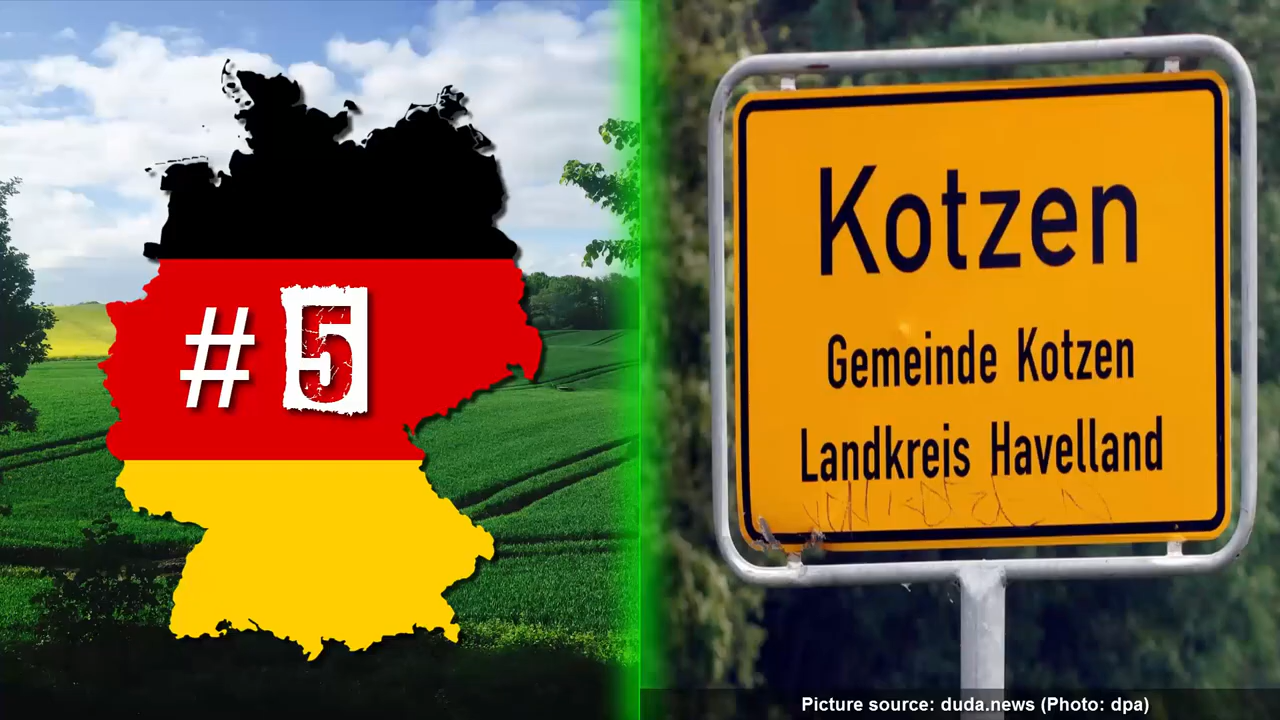 # 5
Kotzen
Gemeinde Kotzen
Landkreis Havelland
Picture source: duda.news (Photo: dpa)